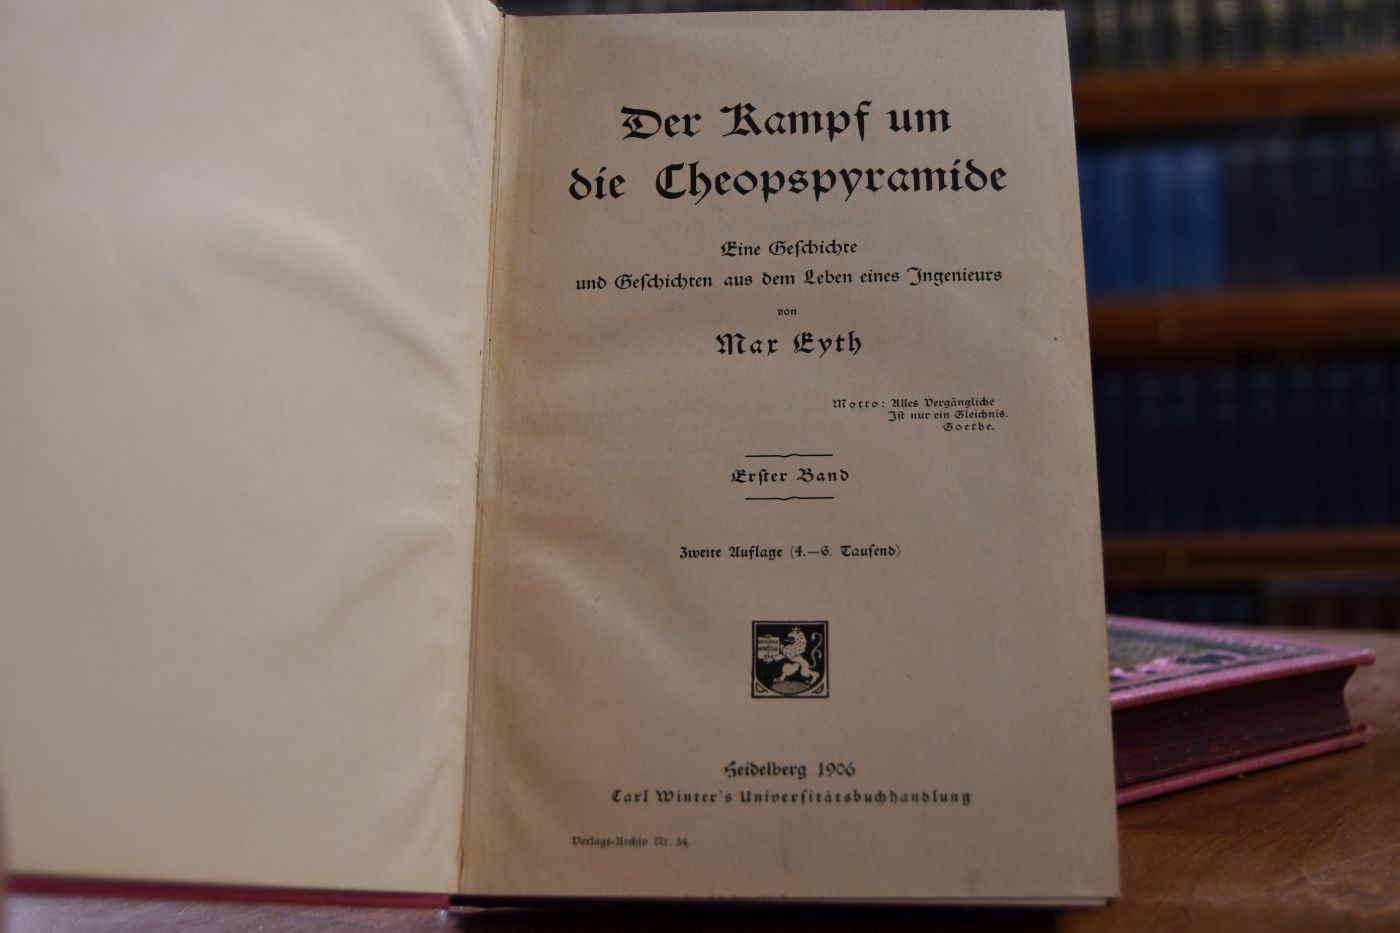 Der Kampf um
die Cheopspyramide
Eine Geſchichte
und Geſchichten aus dem Leben eines Ingenieurs
von
Max Eyth
Motto: Alles Vergängliche
Iſt nur ein Gleichnis.
Goethe.
Erſter Band
Zweite Auflage (4.—6. Tauſend)
Heidelberg 1906
Carl Winter's Univerſitätsbuchhandlung
Verlags-Archiv Nr. 54.